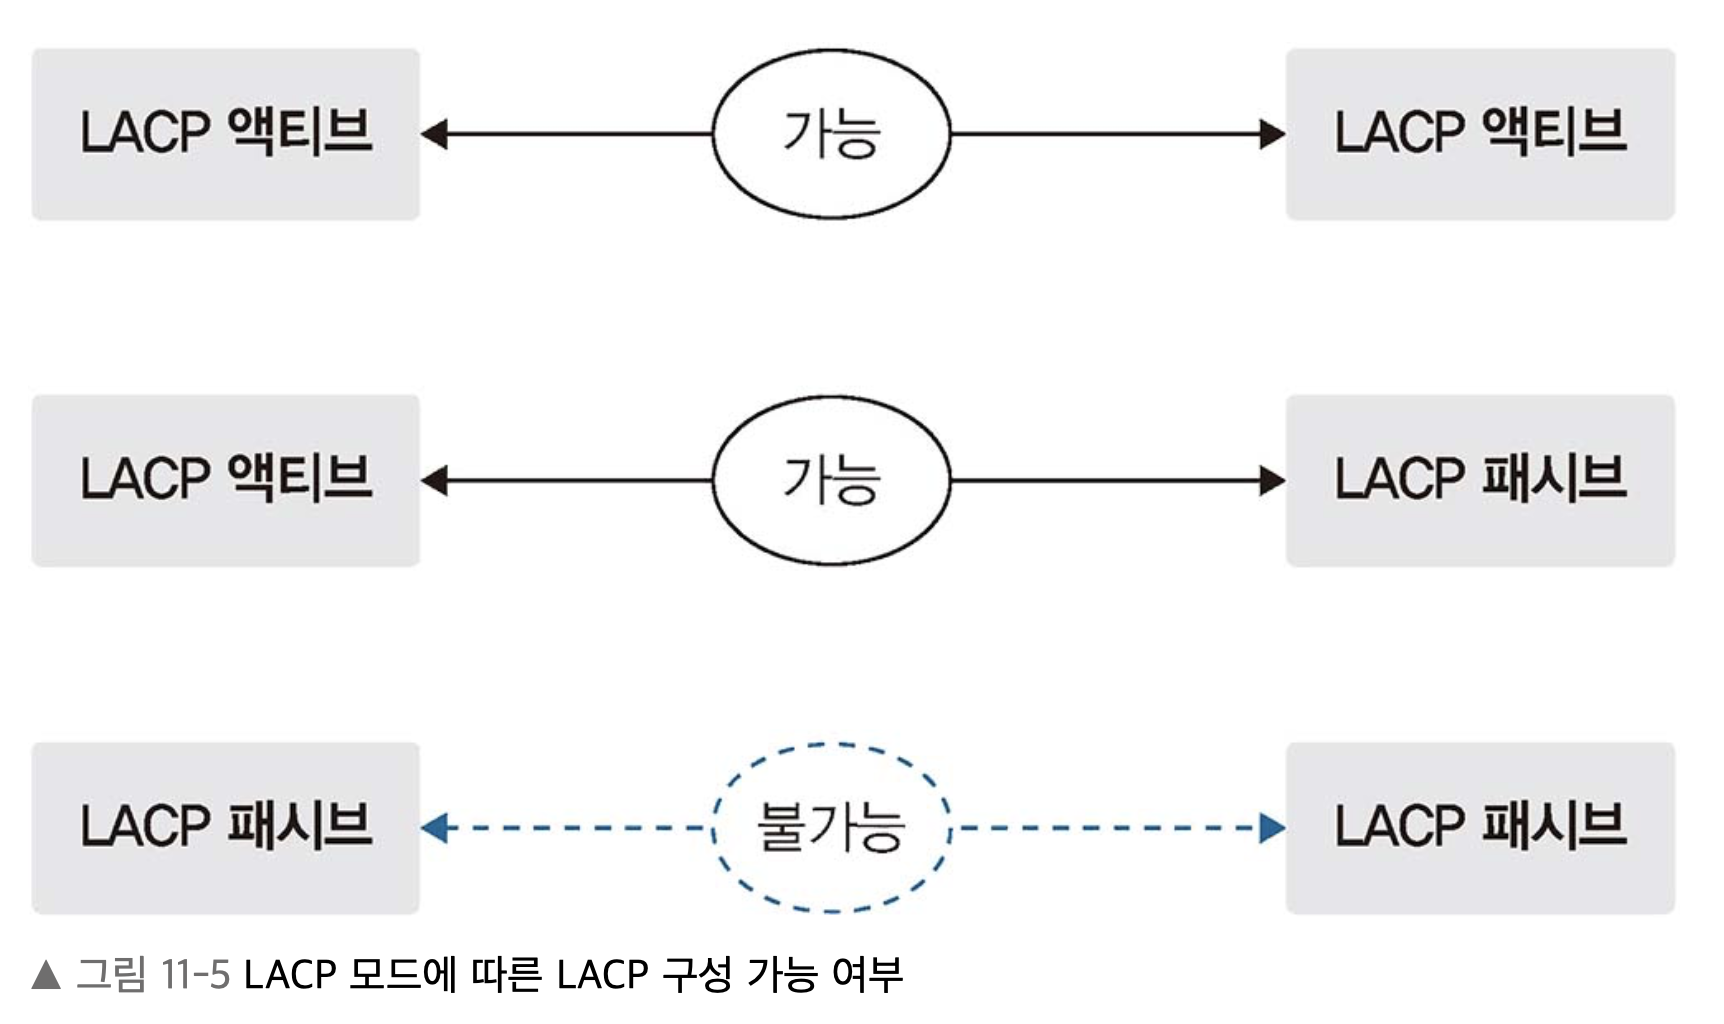 LACP 액티브 가능 LACP 액티브
LACP 액티브 가능 LACP 패시브
LACP 패시브 불가능 LACP 패시브
▲ 그림 11-5 LACP 모드에 따른 LACP 구성 가능 여부